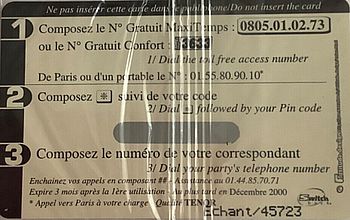 Ne pas insérer cette carte dans le publiphone/Do not insert the card
1 Composez le N° Gratuit MaxiTemps : 0805.01.02.73
ou le N° Gratuit Confort : 3633
1/ Dial the toll free access number
De Paris ou d'un portable le N° : 01.55.80.90.10*
2 Composez * suivi de votre code
2/ Dial * followed by your Pin code
3 Composez le numéro de votre correspondant
3/ Dial your party's telephone number
Enchainez vos appels en composant ## - Assistance au 01.44.85.70.71
Expire 3 mois après la 1ère utilisation - Au plus tard en Décembre 2000
* Appel vers Paris à votre charge - Qualité TENOR
Switch
Echant/45723